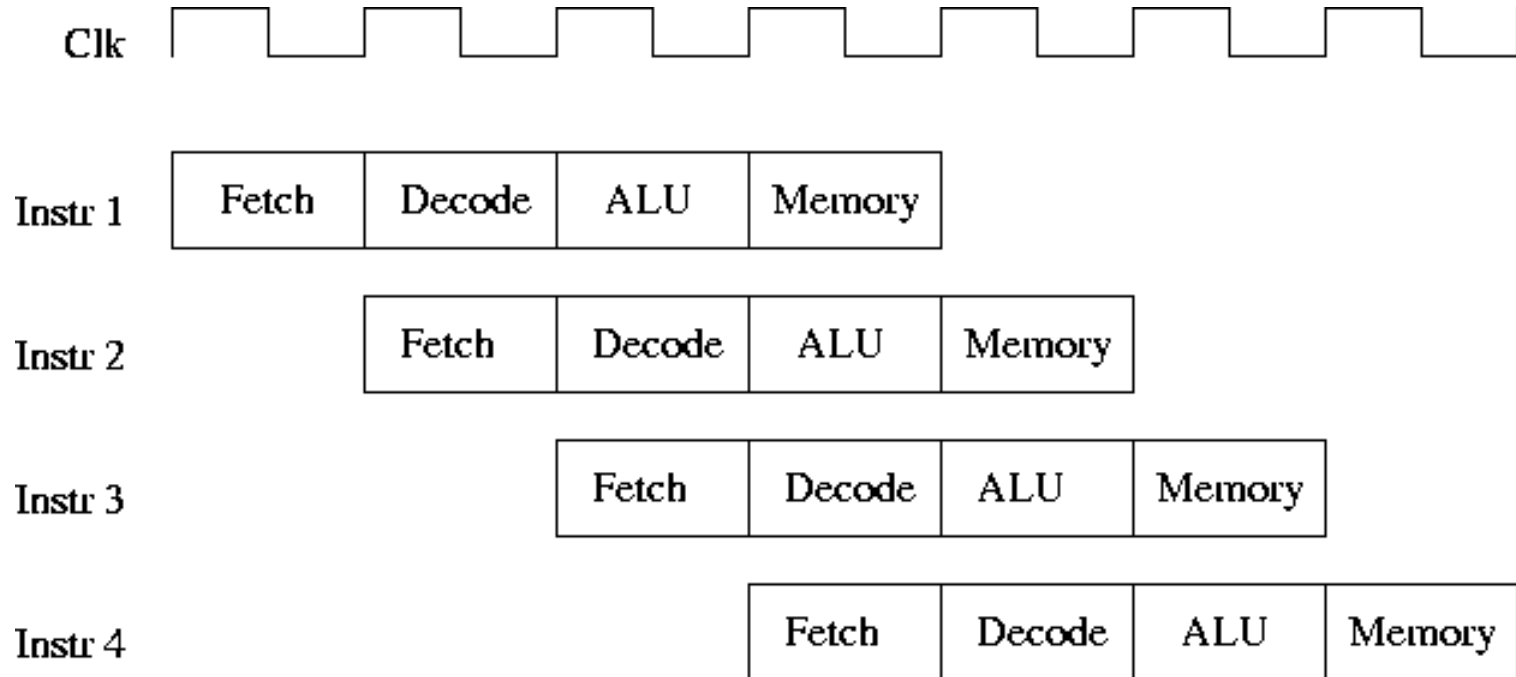 Clk
Instr 1 Fetch Decode ALU Memory
Instr 2 Fetch Decode ALU Memory
Instr 3 Fetch Decode ALU Memory
Instr 4 Fetch Decode ALU Memory